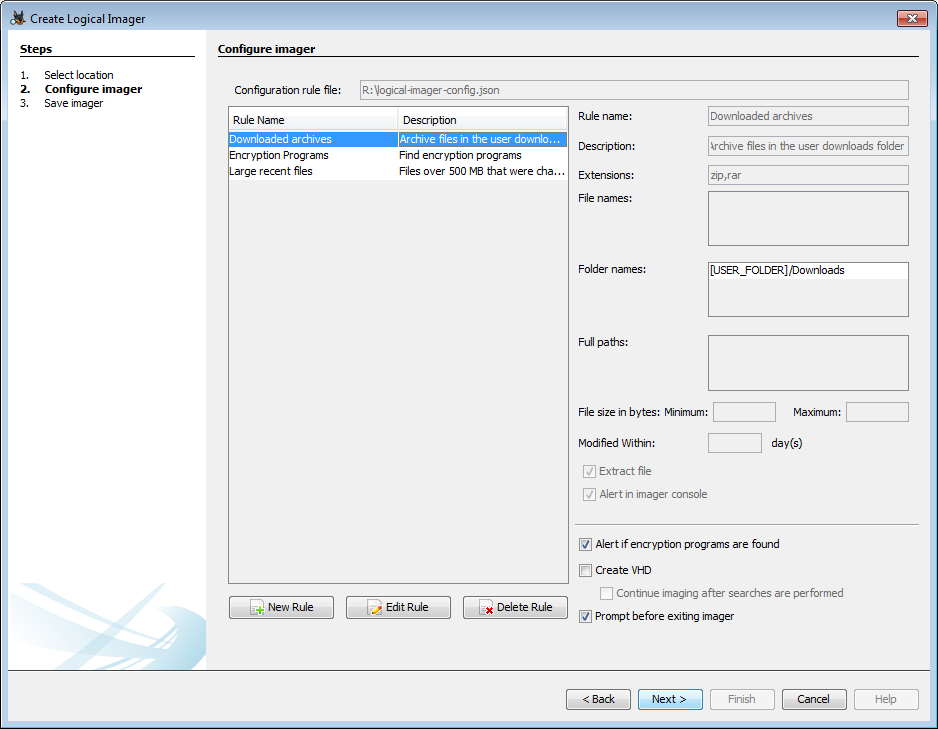 Create Logical Imager
Steps
1. Select location
2. Configure imager
3. Save imager
Configure imager
Configuration rule file: R:\logical-imager-config.json
Rule Name Description
Downloaded archives Archive files in the user downlo...
Encryption Programs Find encryption programs
Large recent files Files over 500 MB that were cha...
New Rule Edit Rule Delete Rule
Rule name: Downloaded archives
Description: Archive files in the user downloads folder
Extensions: zip,rar
File names:
Folder names: [USER_FOLDER]/Downloads
Full paths:
File size in bytes: Minimum: Maximum:
Modified Within: day(s)
Extract file
Alert in imager console
Alert if encryption programs are found
Create VHD
Continue imaging after searches are performed
Prompt before exiting imager
< Back Next > Finish Cancel Help